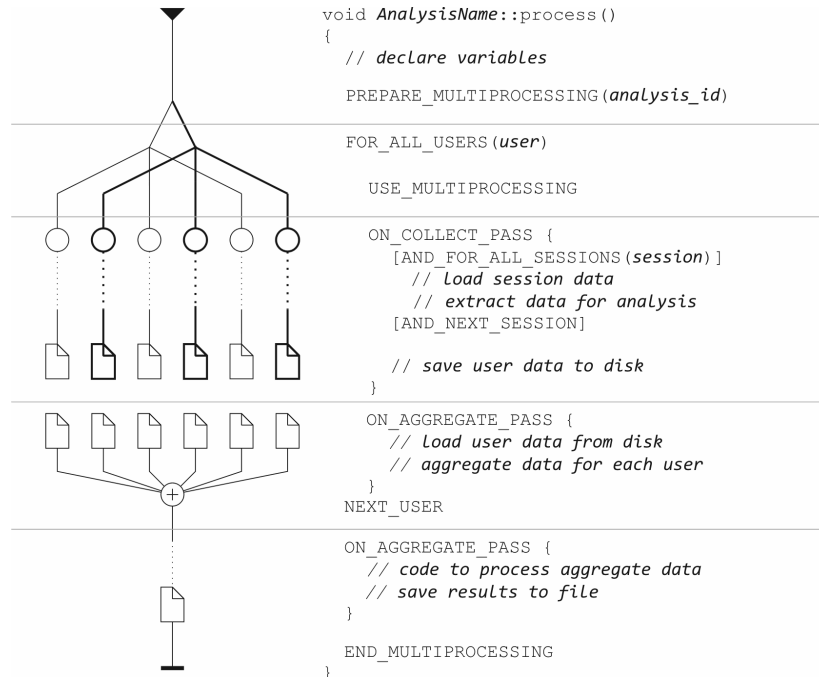 void AnalysisName::process()
{
// declare variables
PREPARE_MULTIPROCESSING(analysis_id)
FOR_ALL_USERS(user)
USE_MULTIPROCESSING
ON_COLLECT_PASS {
[AND_FOR_ALL_SESSIONS(session)]
// load session data
// extract data for analysis
[AND_NEXT_SESSION]
// save user data to disk
}
ON_AGGREGATE_PASS {
// load user data from disk
// aggregate data for each user
}
NEXT_USER
ON_AGGREGATE_PASS {
// code to process aggregate data
// save results to file
}
END_MULTIPROCESSING
}